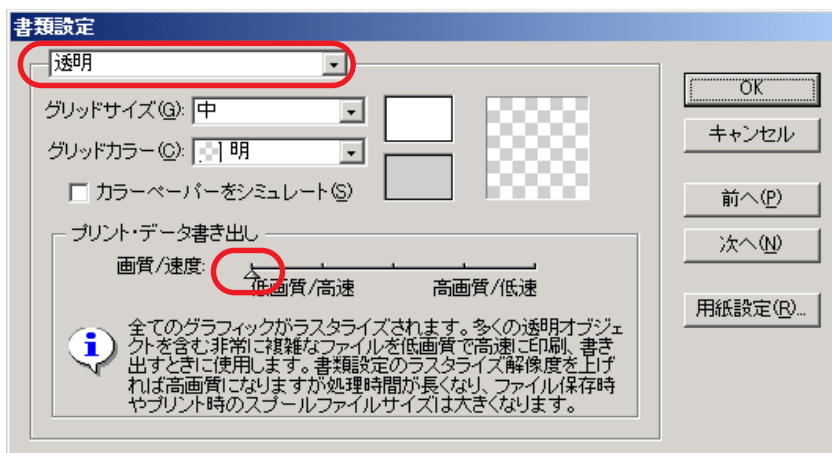 書類設定
透明
グリッドサイズ(G): 中
グリッドカラー(C): 明
カラーペーパーをシミュレート(S)
プリント・データ書き出し
画質/速度:
低画質/高速 高画質/低速
全てのグラフィックがラスタライズされます。多くの透明オブジェ
クトを含む非常に複雑なファイルを低画質で高速に印刷、書き
出すときに使用します。書類設定のラスタライズ解像度を上げ
れば高画質になりますが処理時間が長くなり、ファイル保存時
やプリント時のスプールファイルサイズは大きくなります。
OK
キャンセル
前へ(P)
次へ(N)
用紙設定(R)...